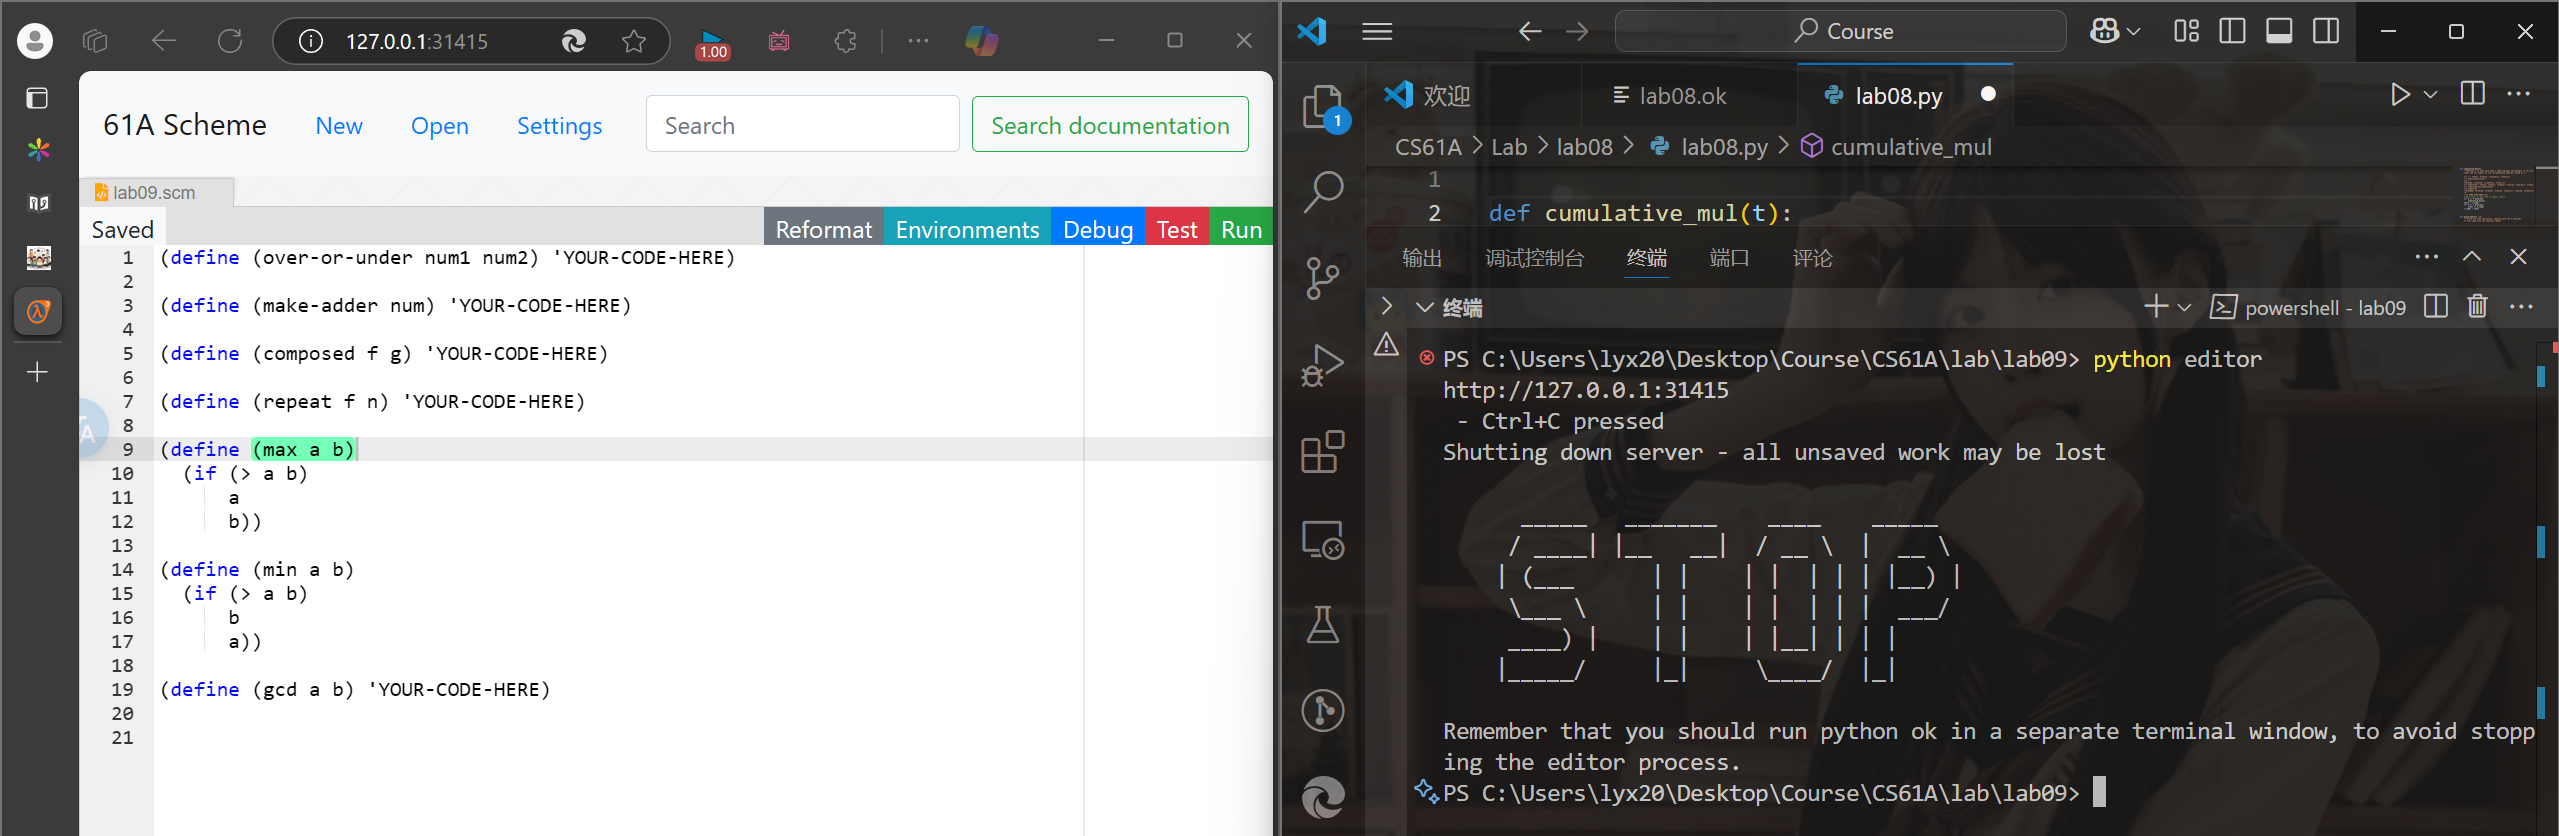 127.0.0.1:31415
1.00
61A Scheme
New
Open
Settings
Search
Search documentation
lab09.scm
Saved
Reformat
Environments
Debug
Test
Run
1 (define (over-or-under num1 num2) 'YOUR-CODE-HERE)
2
3 (define (make-adder num) 'YOUR-CODE-HERE)
4
5 (define (composed f g) 'YOUR-CODE-HERE)
6
7 (define (repeat f n) 'YOUR-CODE-HERE)
8
9 (define (max a b)
10 (if (> a b)
11 a
12 b))
13
14 (define (min a b)
15 (if (> a b)
16 b
17 a))
18
19 (define (gcd a b) 'YOUR-CODE-HERE)
20
21
Course
1
欢迎
lab08.ok
lab08.py
CS61A > Lab > lab08 > lab08.py > cumulative_mul
1
2 def cumulative_mul(t):
输出
调试控制台
终端
端口
评论
终端
powershell - lab09
PS C:\Users\lyx20\Desktop\Course\CS61A\lab\lab09> python editor
http://127.0.0.1:31415
- Ctrl+C pressed
Shutting down server - all unsaved work may be lost
STOP
Remember that you should run python ok in a separate terminal window, to avoid stopp
ing the editor process.
PS C:\Users\lyx20\Desktop\Course\CS61A\lab\lab09>